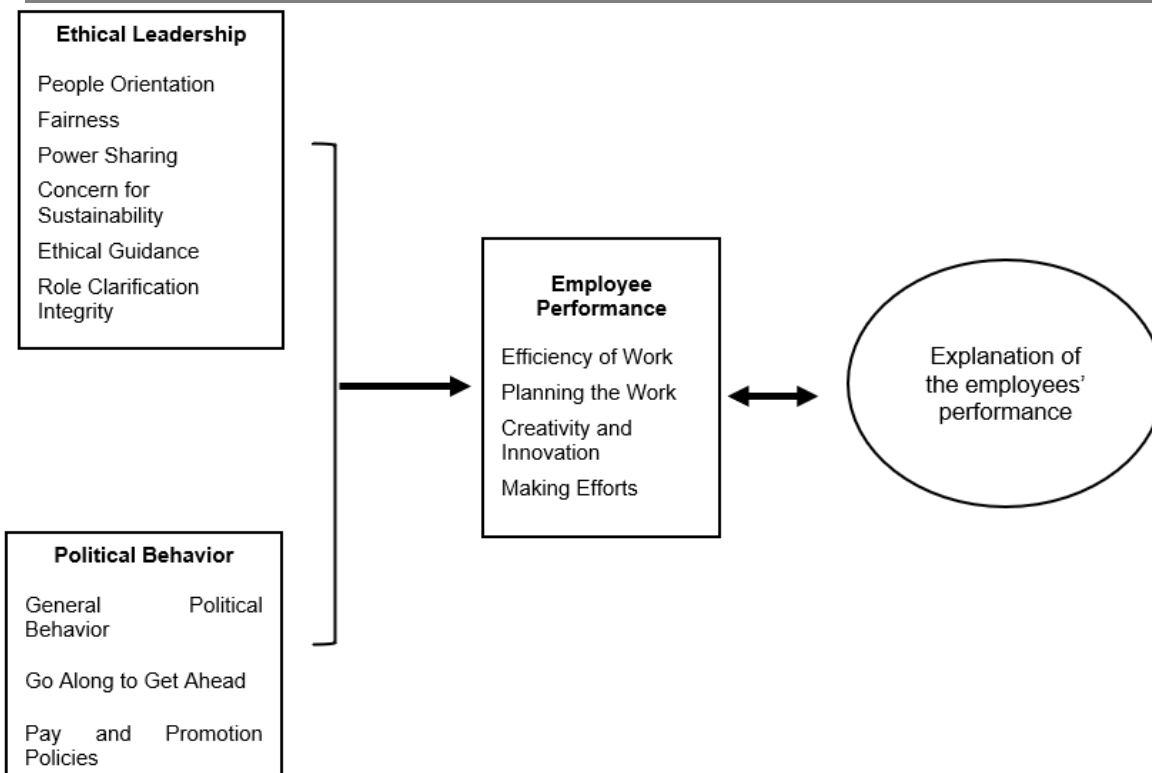 Ethical Leadership
People Orientation
Fairness
Power Sharing
Concern for
Sustainability
Ethical Guidance
Role Clarification
Integrity
Political Behavior
General Political
Behavior
Go Along to Get Ahead
Pay and Promotion
Policies
Employee
Performance
Efficiency of Work
Planning the Work
Creativity and
Innovation
Making Efforts
Explanation of
the employees’
performance